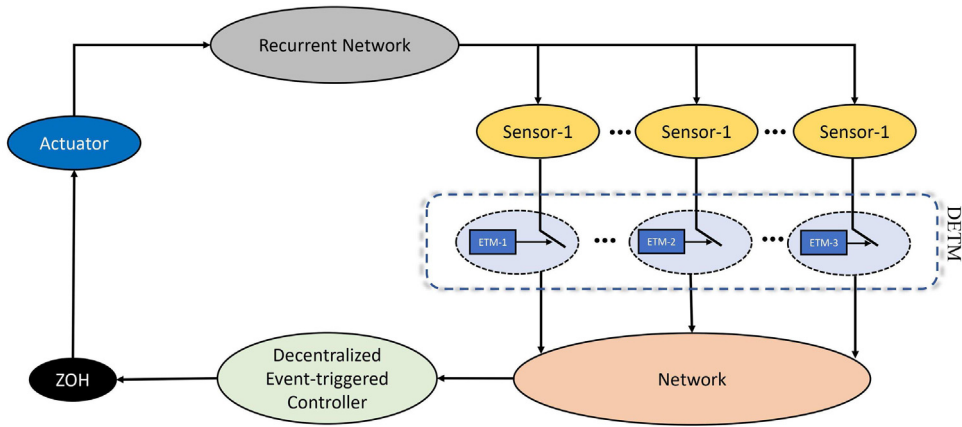 Recurrent Network
Actuator
Sensor-1 ••• Sensor-1 ••• Sensor-1
DETM
ETM-1 ••• ETM-2 ••• ETM-3
Decentralized
Event-triggered
Controller
ZOH
Network